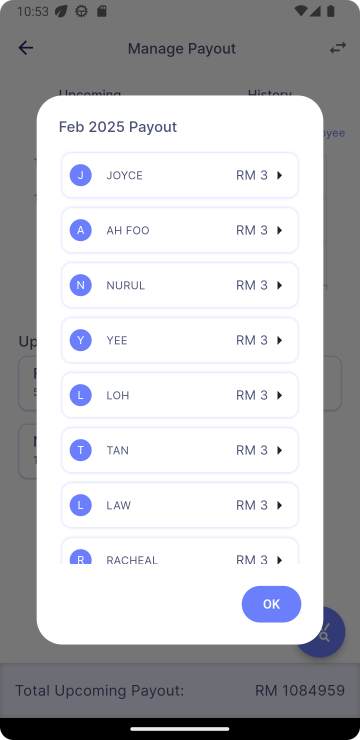 10:53
Manage Payout
Upcoming History
Feb 2025 Payout
yee
J JOYCE RM 3
A AH FOO RM 3
N NURUL RM 3
Y YEE RM 3
L LOH RM 3
Up
T TAN RM 3
L LAW RM 3
R RACHEAL RM 3
OK
Total Upcoming Payout: RM 1084959